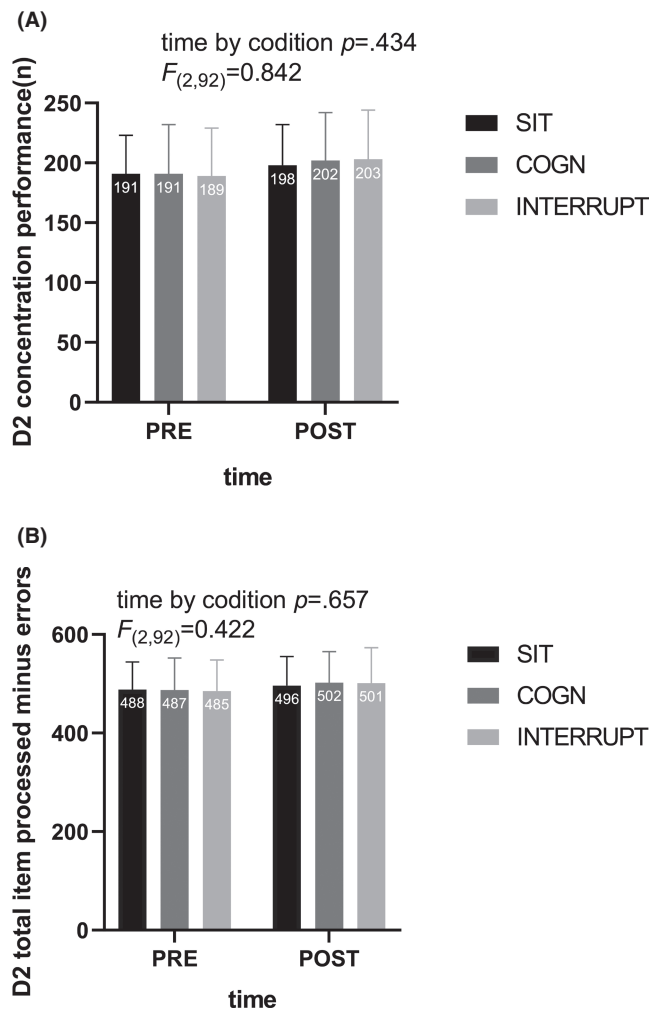 (A)
time by codition p=.434
F(2,92)=0.842
D2 concentration performance(n)
250
200
150
100
50
0
191
191
189
198
202
203
PRE
POST
time
SIT
COGN
INTERRUPT
(B)
time by codition p=.657
F(2,92)=0.422
D2 total item processed minus errors
600
400
200
0
488
487
485
496
502
501
PRE
POST
time
SIT
COGN
INTERRUPT